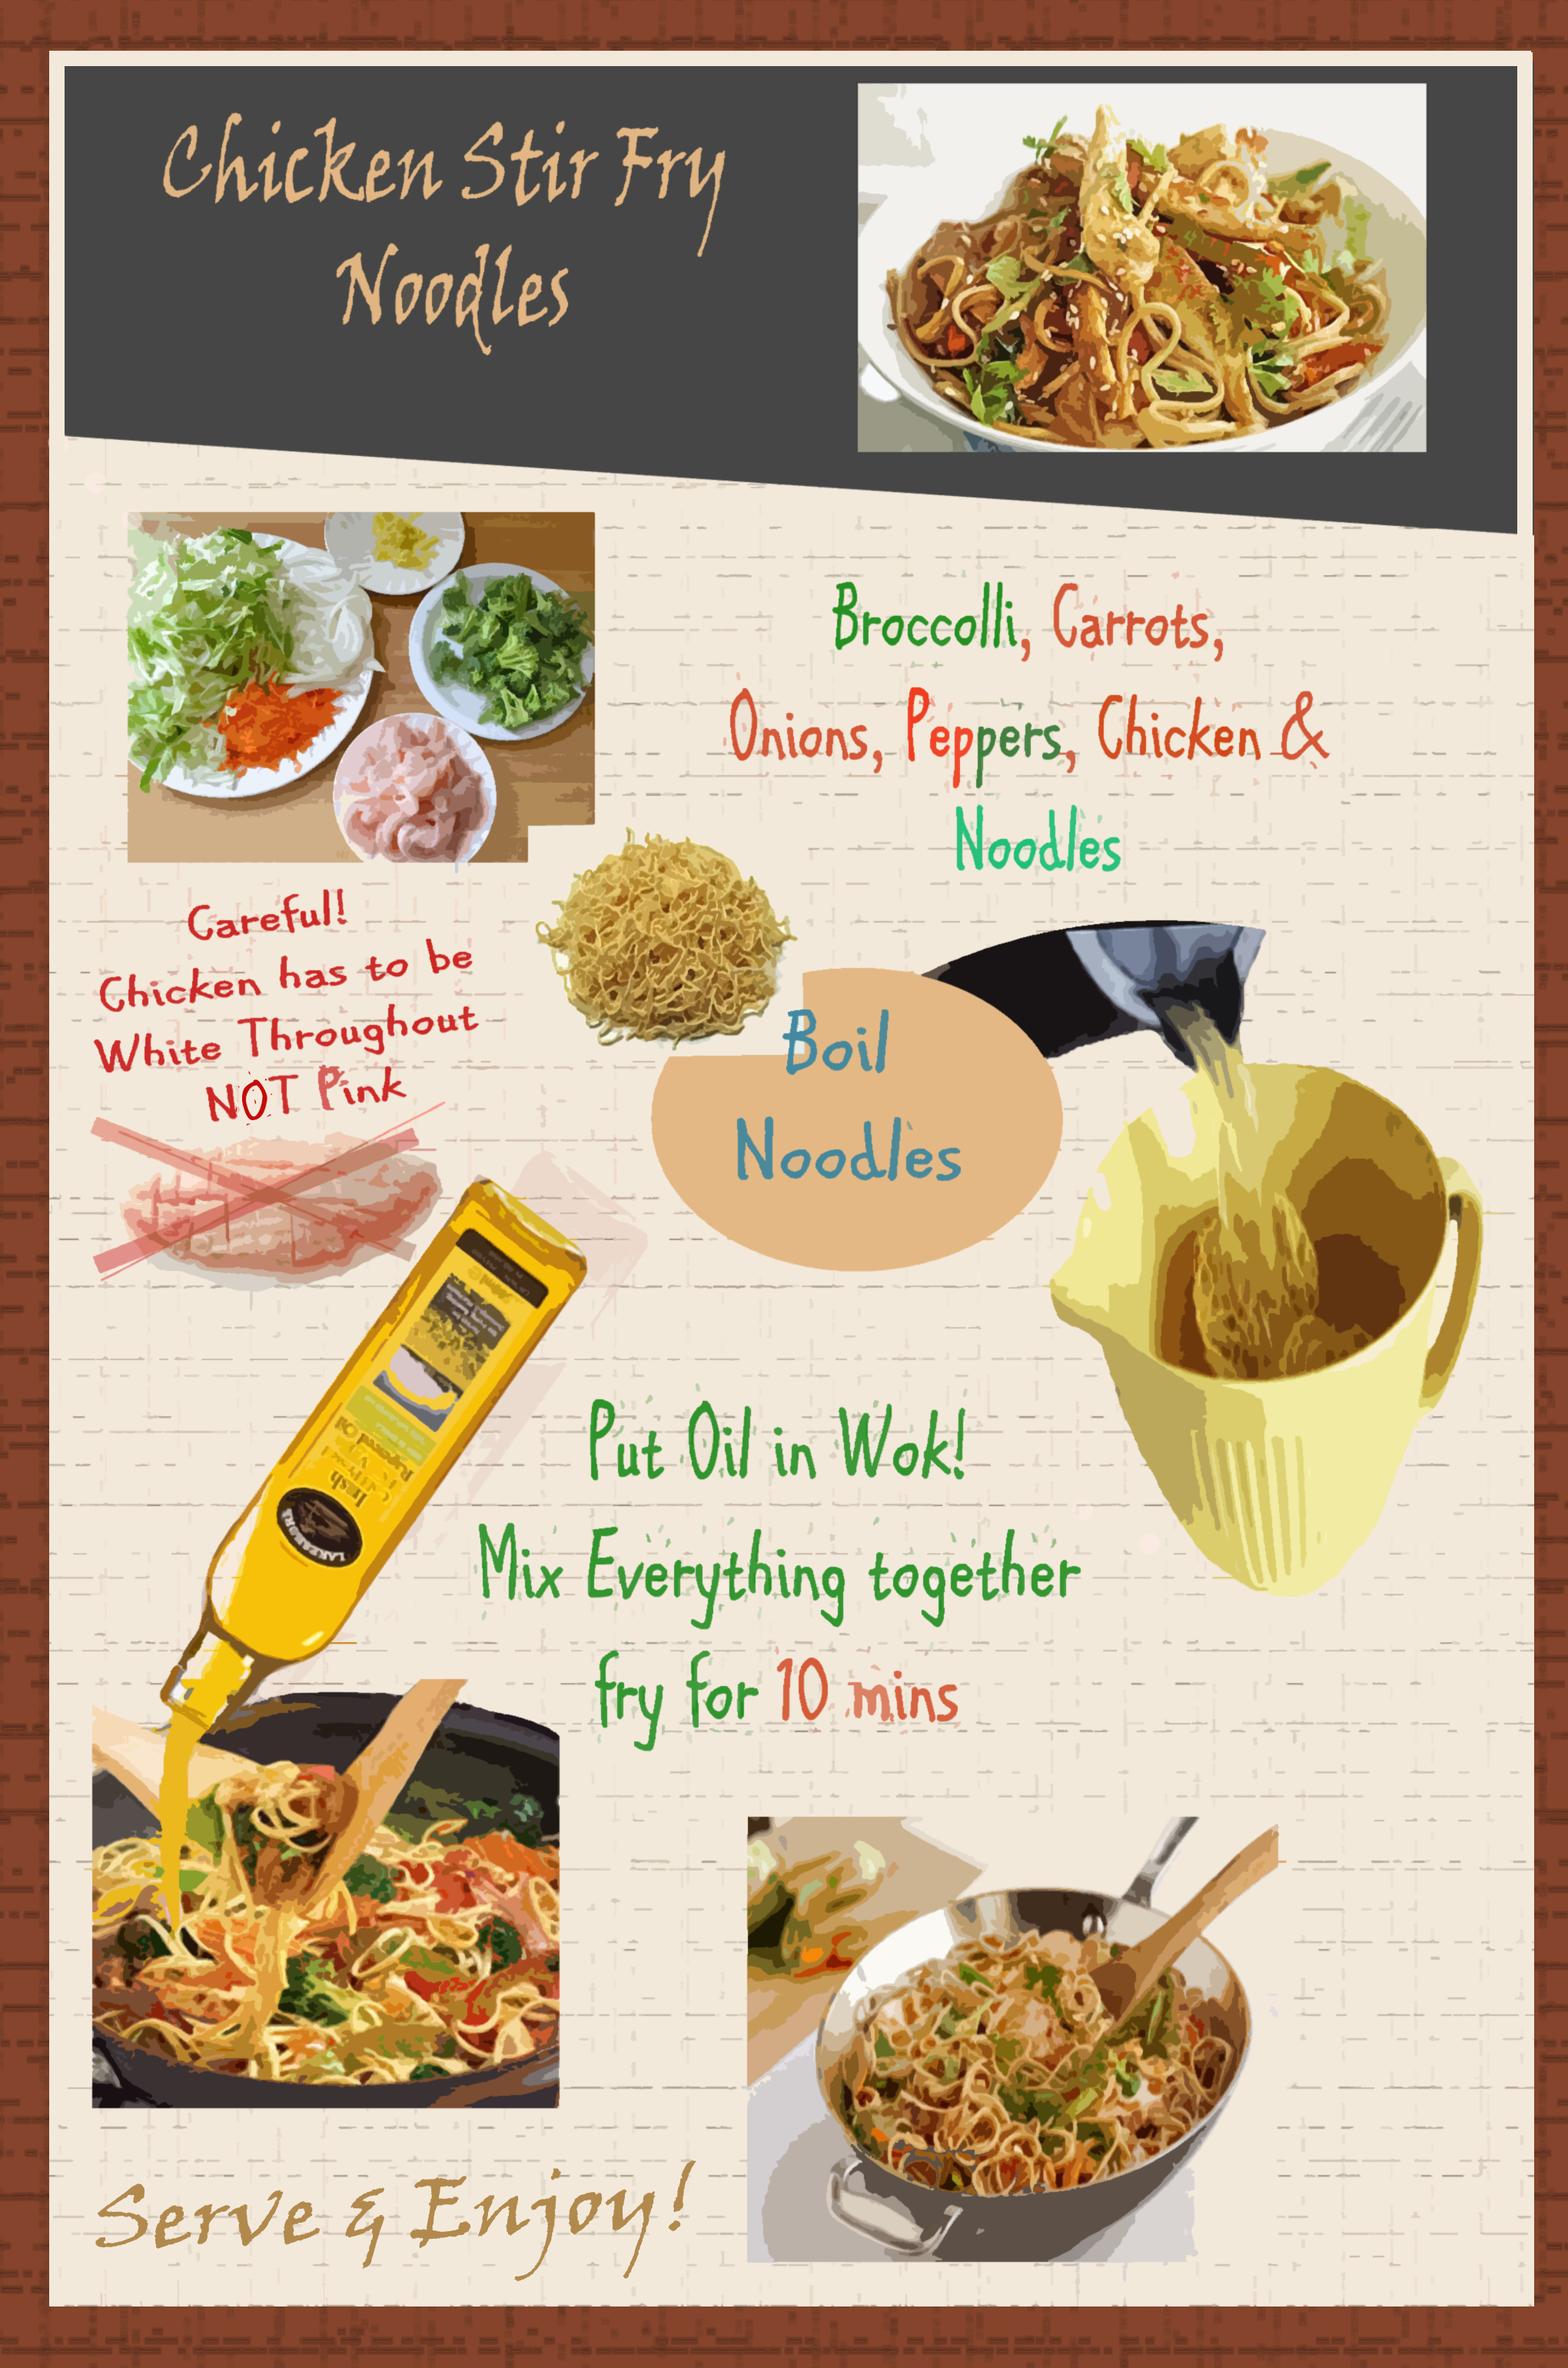 Chicken Stir Fry
Noodles
Broccolli, Carrots,
Onions, Peppers, Chicken &
Noodles
Careful!
Chicken has to be
White Throughout
NOT Pink
Boil
Noodles
Put Oil in Wok!
Mix Everything together
fry for 10 mins
Serve & Enjoy!